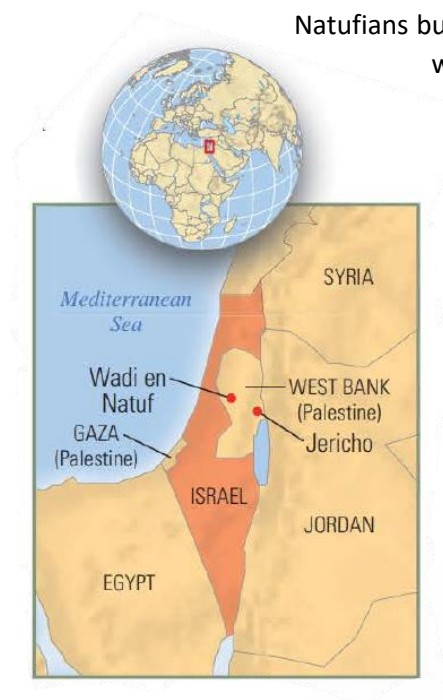 Natufians bu
w
SYRIA
Mediterranean
Sea
Wadi en
Natuf
WEST BANK
(Palestine)
GAZA
(Palestine)
Jericho
ISRAEL
JORDAN
EGYPT